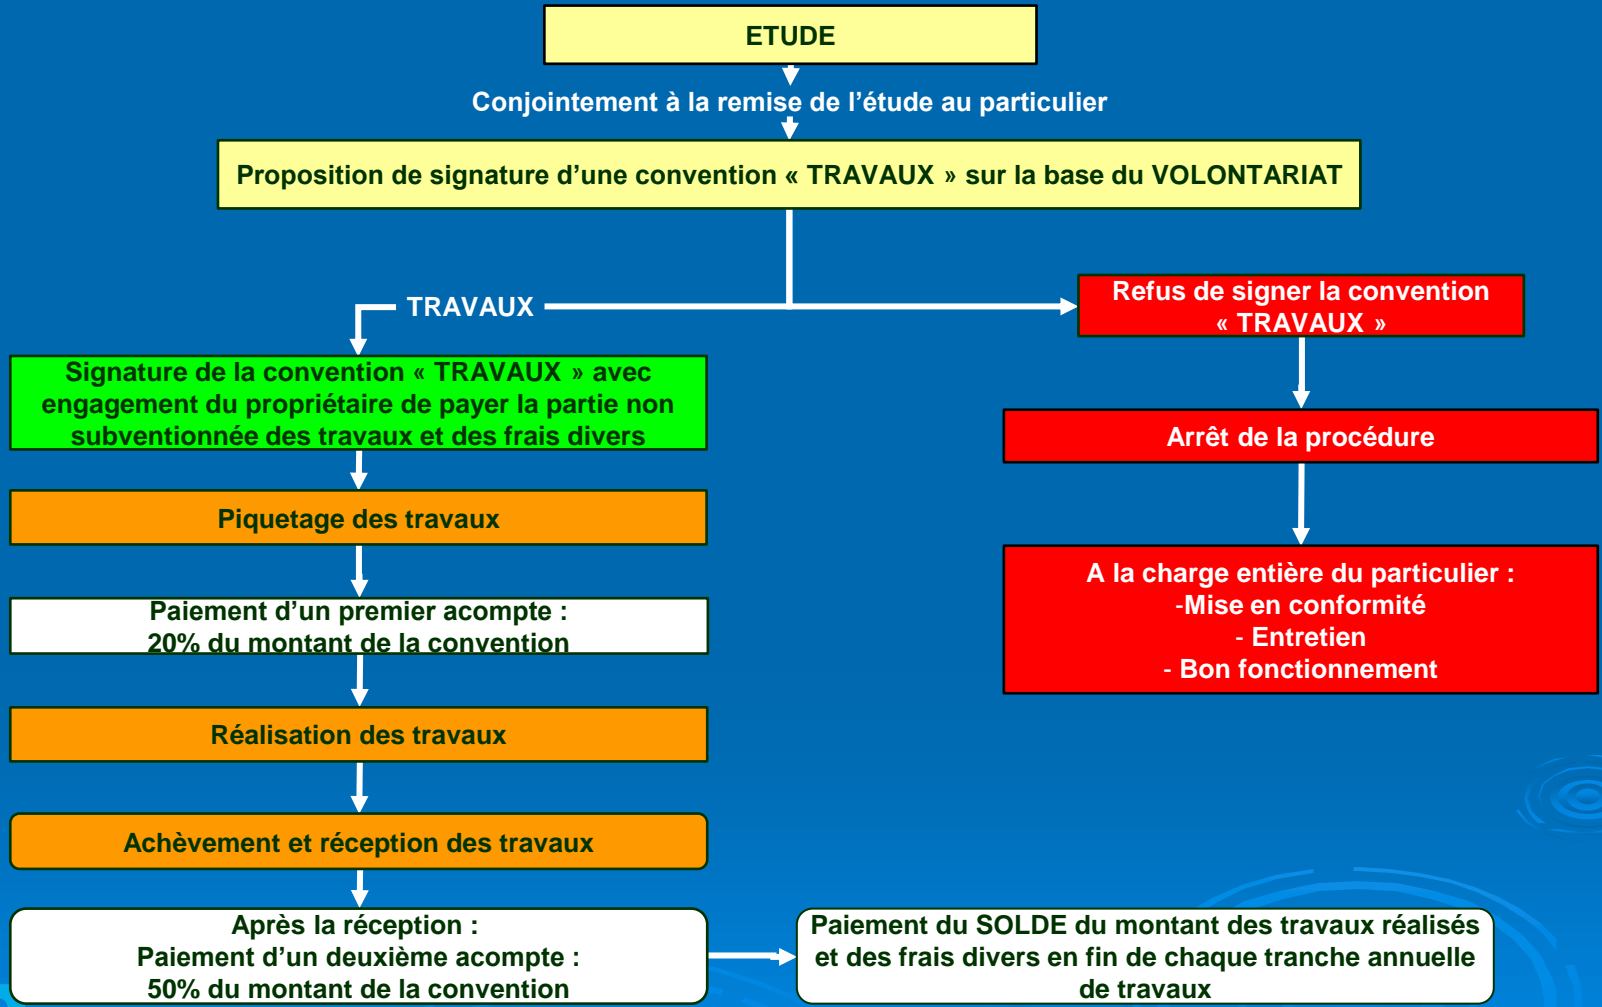 ETUDE
Conjointement à la remise de l’étude au particulier
Proposition de signature d’une convention « TRAVAUX » sur la base du VOLONTARIAT
TRAVAUX
Signature de la convention « TRAVAUX » avec
engagement du propriétaire de payer la partie non
subventionnée des travaux et des frais divers
Piquetage des travaux
Paiement d’un premier acompte :
20% du montant de la convention
Réalisation des travaux
Achèvement et réception des travaux
Après la réception :
Paiement d’un deuxième acompte :
50% du montant de la convention
Paiement du SOLDE du montant des travaux réalisés
et des frais divers en fin de chaque tranche annuelle
de travaux
Refus de signer la convention
« TRAVAUX »
Arrêt de la procédure
A la charge entière du particulier :
-Mise en conformité
- Entretien
- Bon fonctionnement